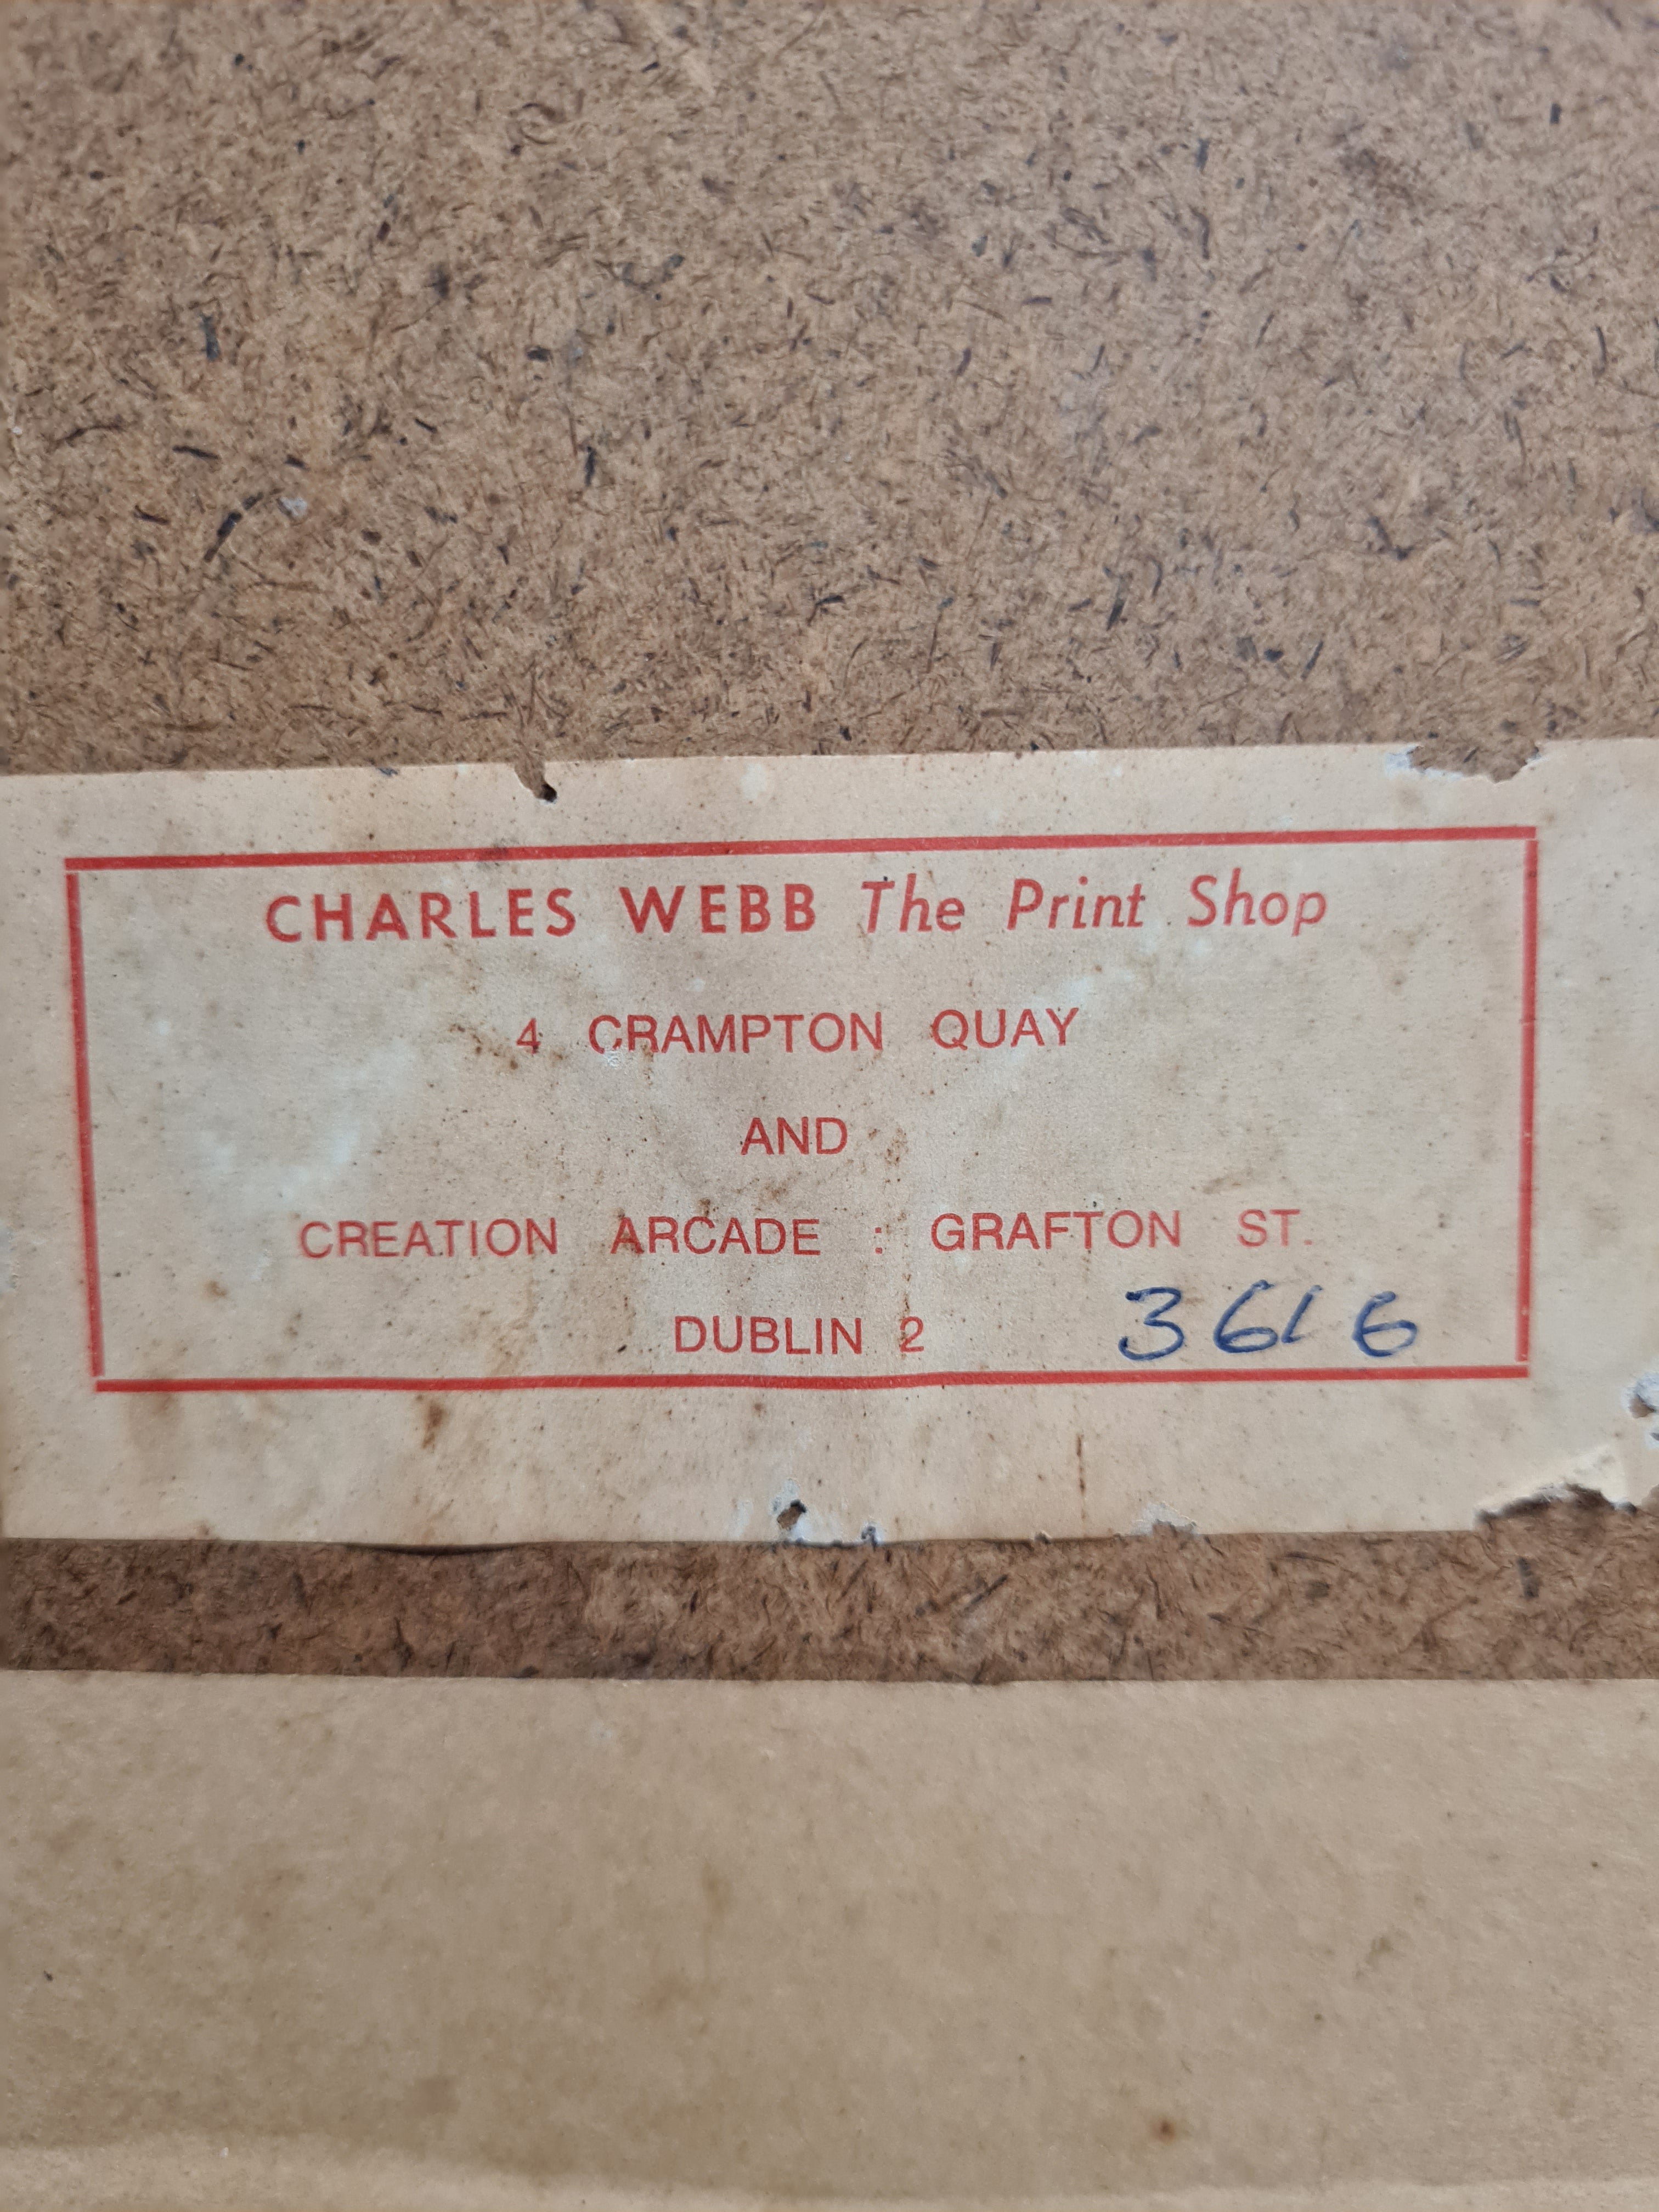 CHARLES WEBB The Print Shop
4 CRAMPTON QUAY
AND
CREATION ARCADE : GRAFTON ST.
DUBLIN 2 3616